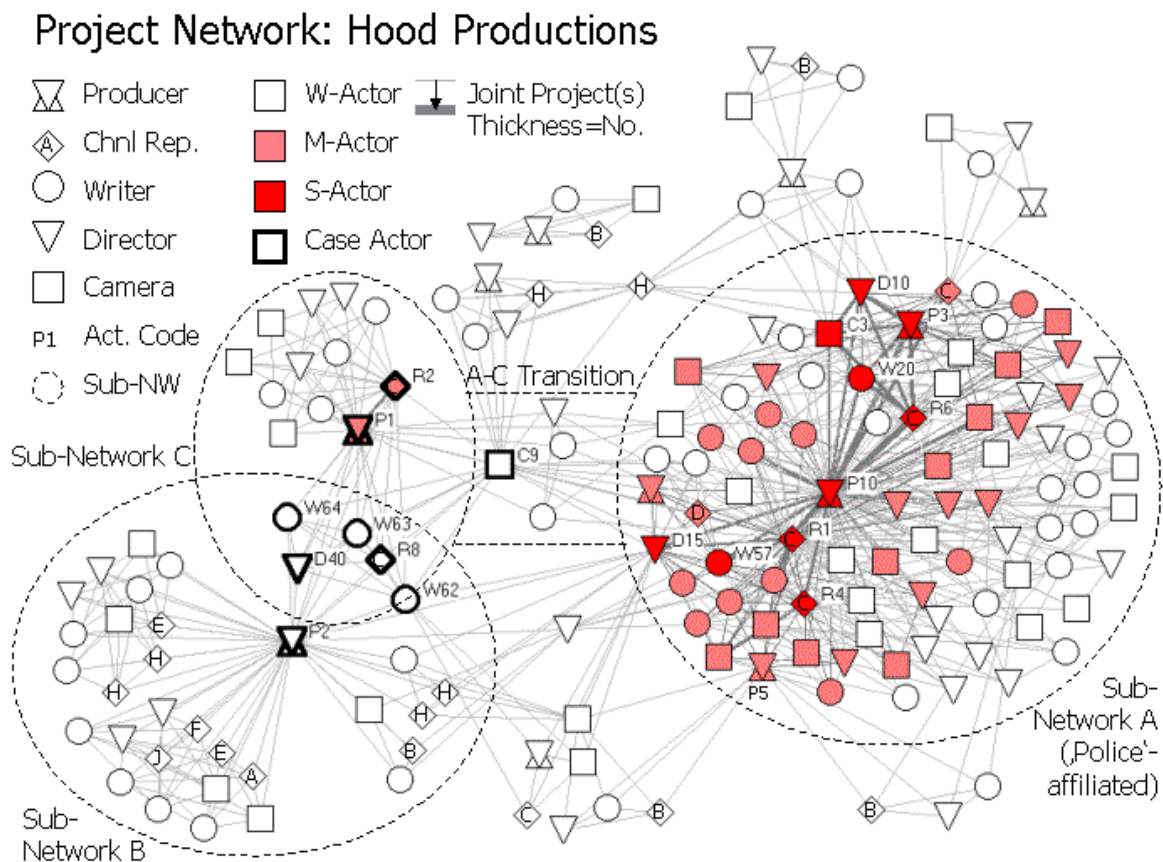 Project Network: Hood Productions
Producer
A Chnl Rep.
Writer
Director
Camera
P1 Act. Code
Sub-NW
W-Actor
M-Actor
S-Actor
Case Actor
Joint Project(s)
Thickness=No.
B
B
H
H
C
D10
P3
C3
W20
C R6
A-C Transition
R2
P1
C9
Sub-Network C
P10
D
C R1
D15
W57
C R4
P5
W64
W63
R8
D40
W62
P2
E
H
H
H
H
B
F
E
J
A
C
B
B
Sub-
Network A
(‚Police‘-
affiliated)
Sub-
Network B